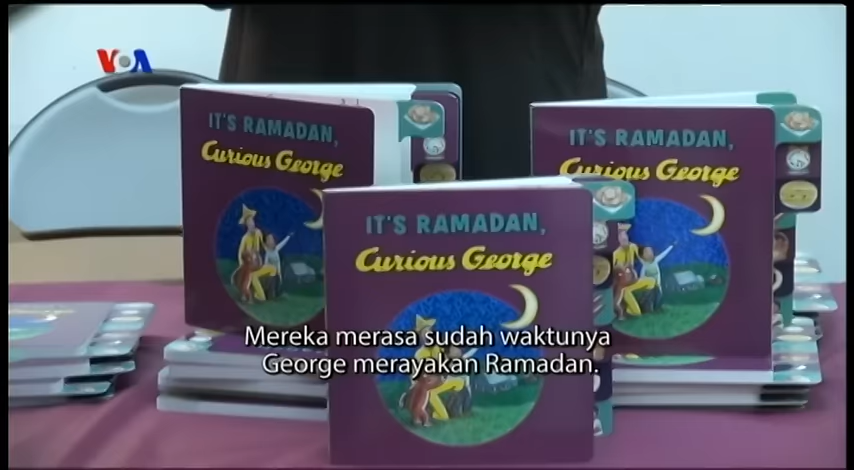 VOA
IT'S RAMADAN,
Curious George
IT'S RAMADAN,
Curious George
IT'S RAMADAN,
Curious George
Mereka merasa sudah waktunya
George merayakan Ramadan.